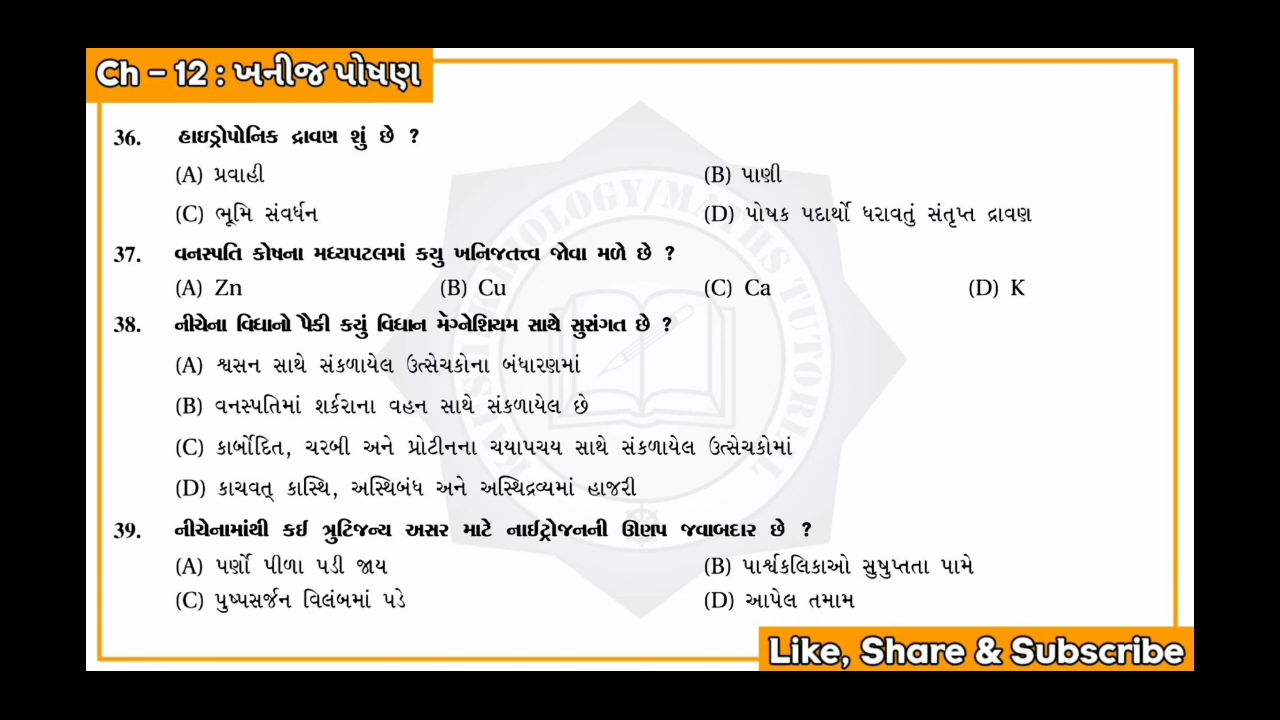 Ch – 12 : ખનીજ પોષણ
36. હાઇડ્રોપોનિક દ્રાવણ શું છે ?
(A) પ્રવાહી (B) પાણી
(C) ભૂમિ સંવર્ધન (D) પોષક પદાર્થો ધરાવતું સંતૃપ્ત દ્રાવણ
37. વનસ્પતિ કોષના મધ્યપટલમાં કયુ ખનિજતત્ત્વ જોવા મળે છે ?
(A) Zn (B) Cu (C) Ca (D) K
38. નીચેના વિધાનો પૈકી કયું વિધાન મેગ્નેશિયમ સાથે સુસંગત છે ?
(A) શ્વસન સાથે સંકળાયેલ ઉત્સેચકોના બંધારણમાં
(B) વનસ્પતિમાં શર્કરાના વહન સાથે સંકળાયેલ છે
(C) કાર્બોદિત, ચરબી અને પ્રોટીનના ચયાપચય સાથે સંકળાયેલ ઉત્સેચકોમાં
(D) કાચવત્ કાસ્થિ, અસ્થિબંધ અને અસ્થિદ્રવ્યમાં હાજરી
39. નીચેનામાંથી કઈ ત્રુટિજન્ય અસર માટે નાઈટ્રોજનની ઊણપ જવાબદાર છે ?
(A) પર્ણો પીળા પડી જાય (B) પાર્શ્વકલિકાઓ સુષુપ્તતા પામે
(C) પુષ્પસર્જન વિલંબમાં પડે (D) આપેલ તમામ
Like, Share & Subscribe